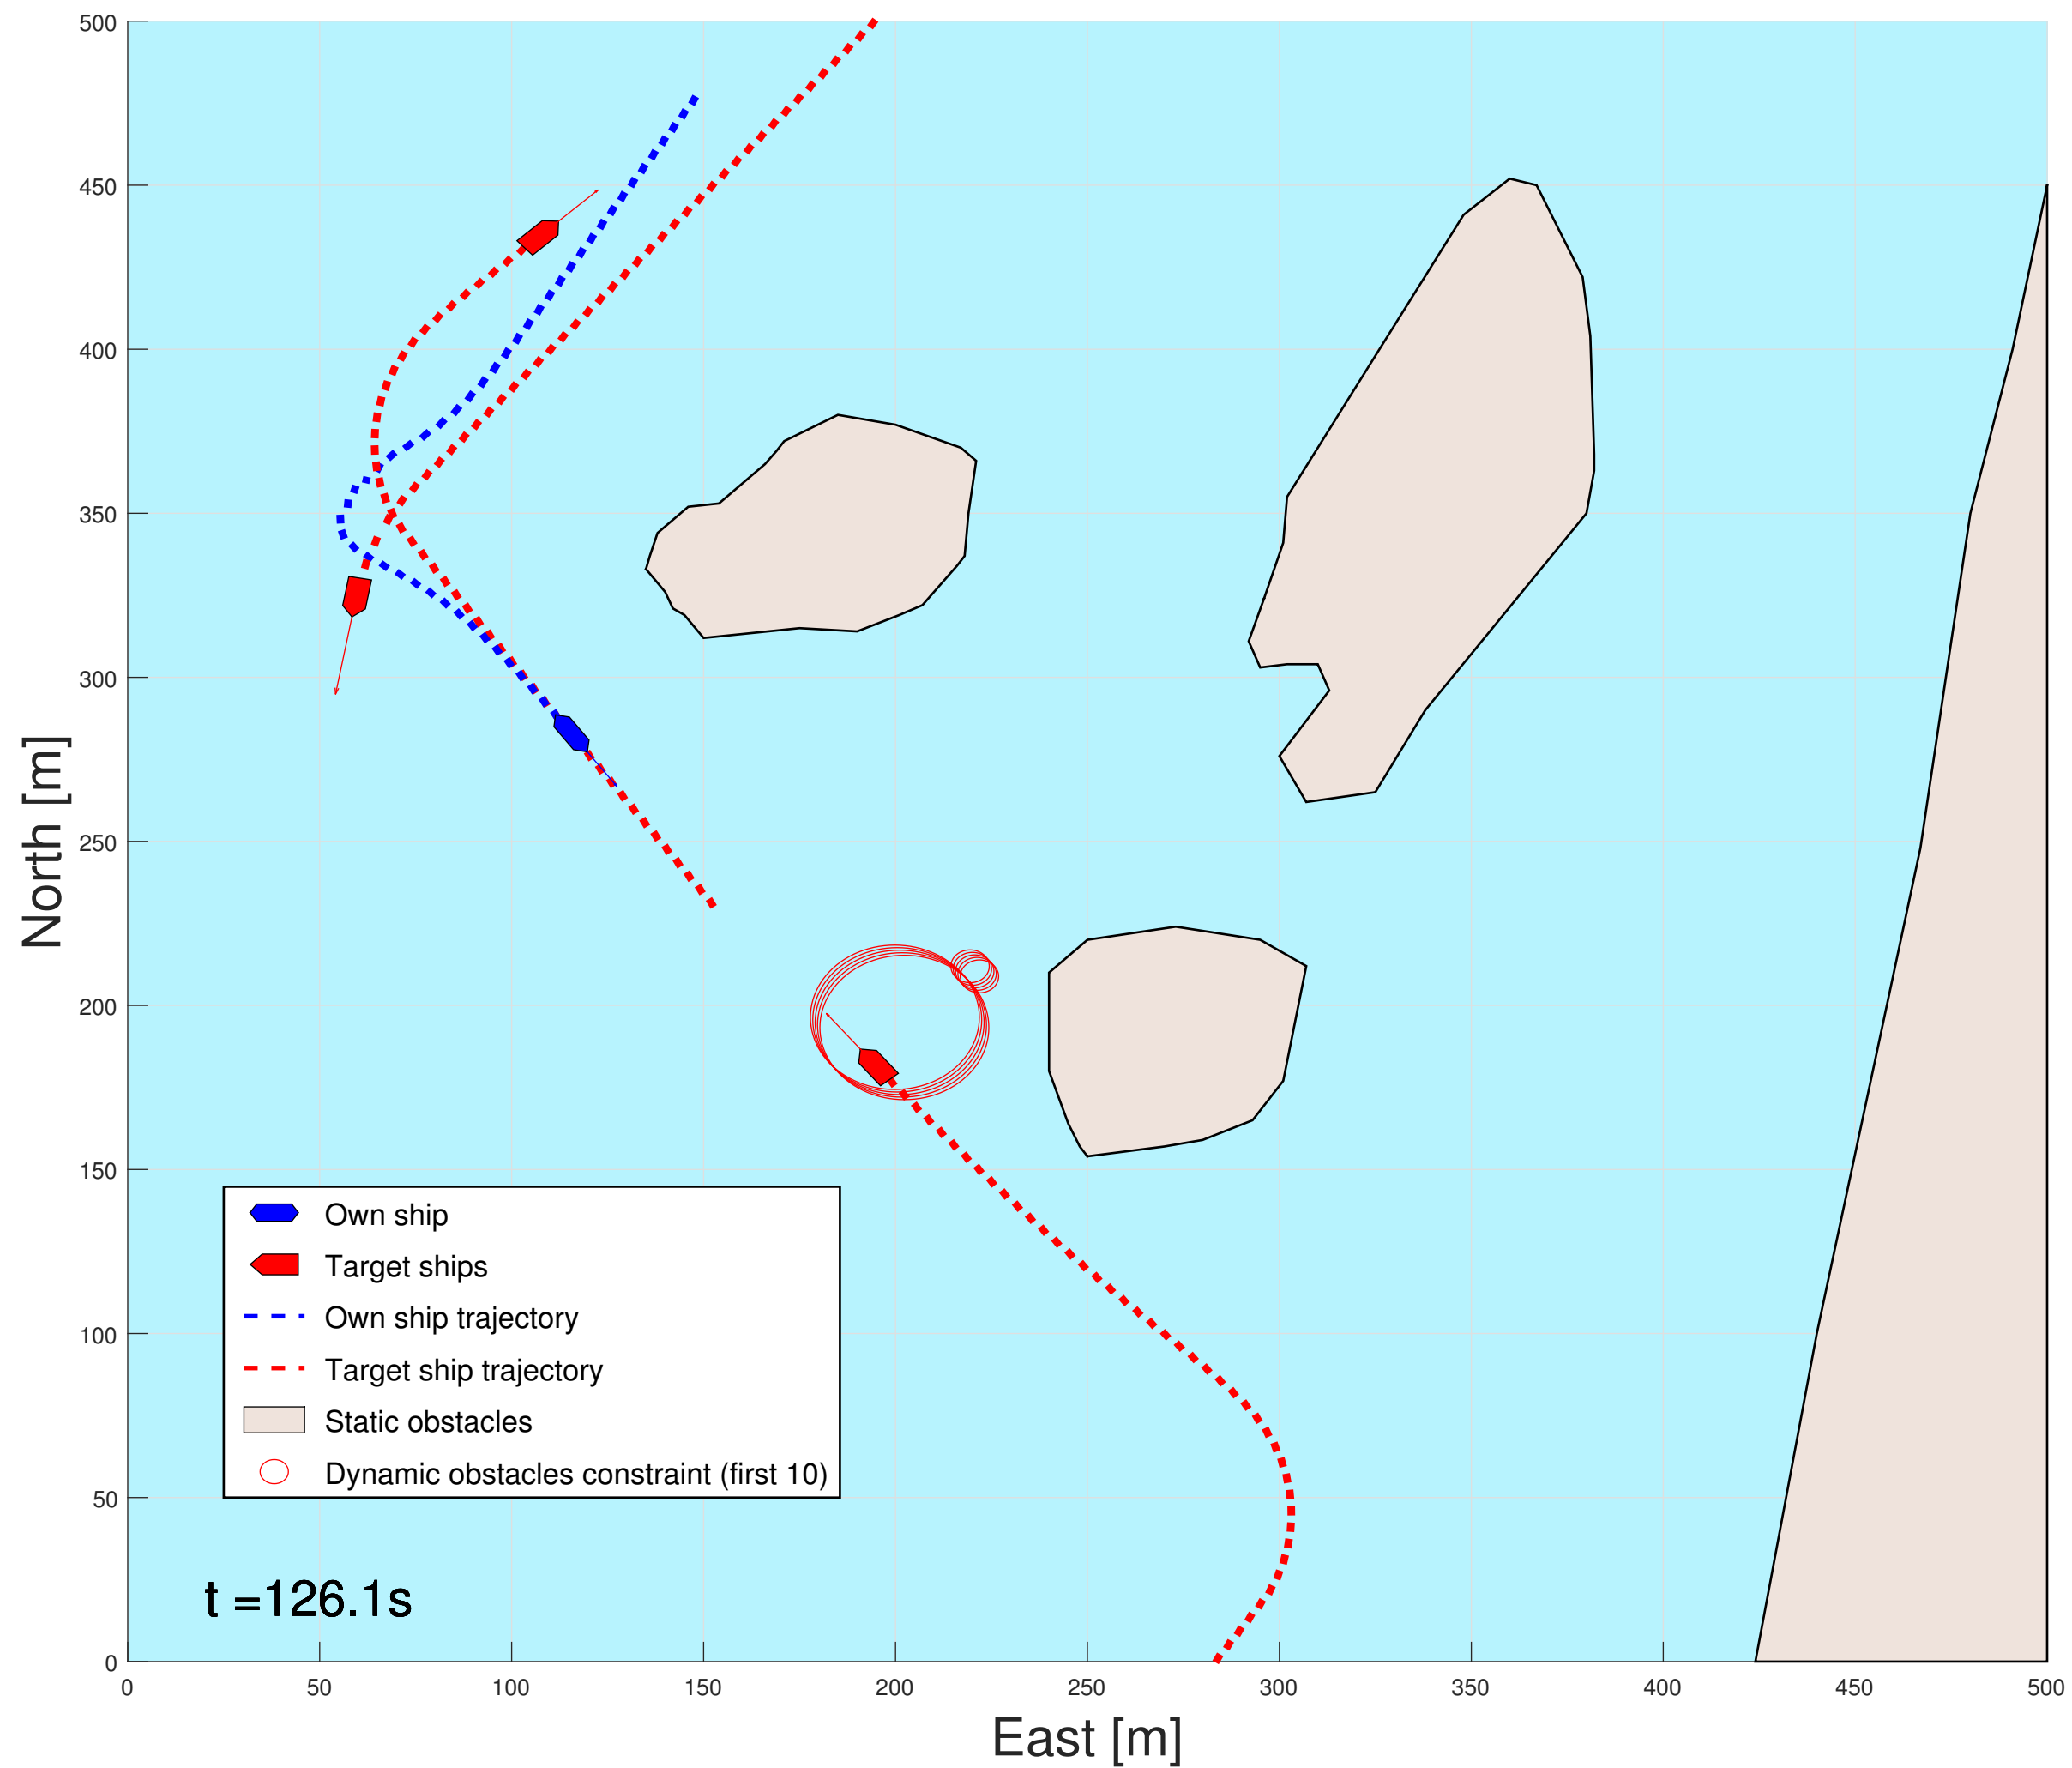 500
450
400
350
300
250
200
150
100
50
0
North [m]
Own ship
Target ships
Own ship trajectory
Target ship trajectory
Static obstacles
Dynamic obstacles constraint (first 10)
t =126.1s
0 50 100 150 200 250 300 350 400 450 500
East [m]